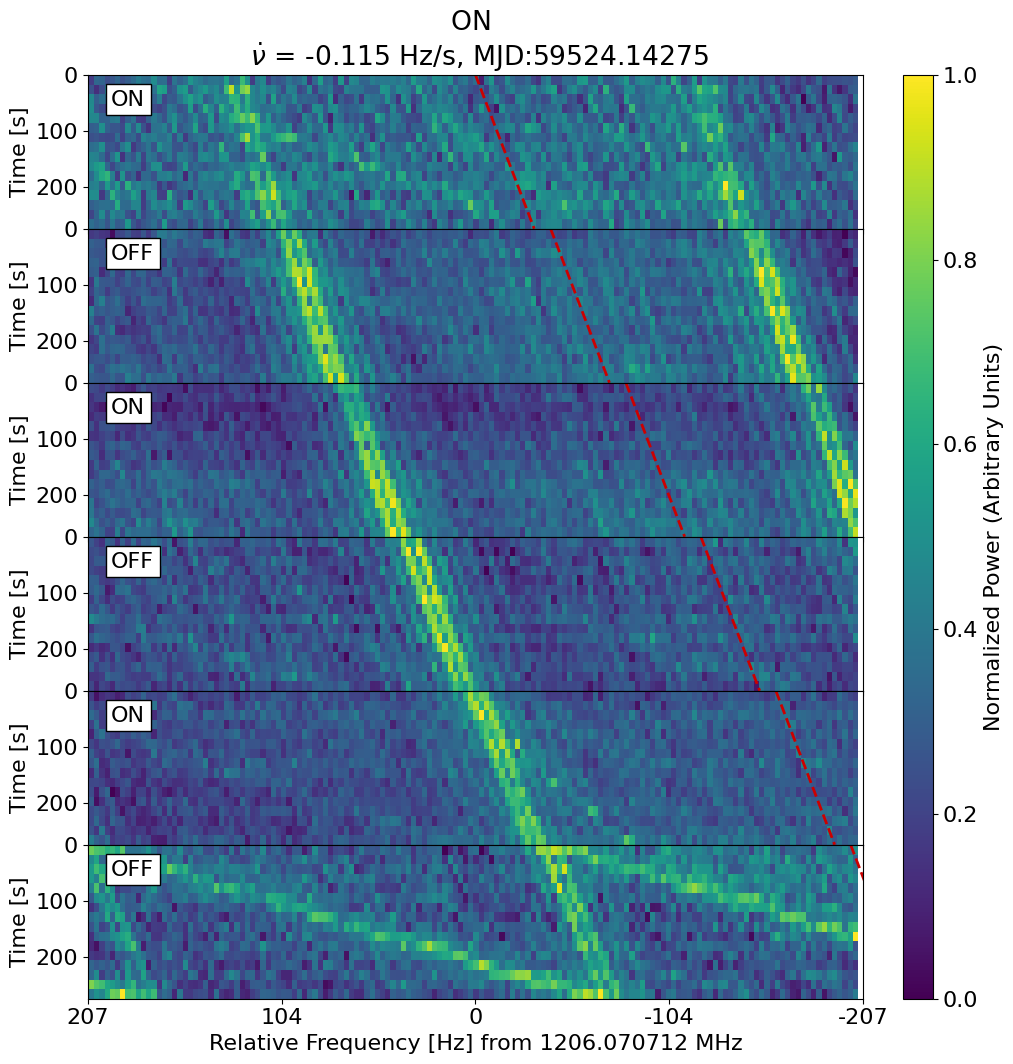 ON
ν̇ = -0.115 Hz/s, MJD:59524.14275
0
100
200
Time [s]
ON
0
100
200
Time [s]
OFF
0
100
200
Time [s]
ON
0
100
200
Time [s]
OFF
0
100
200
Time [s]
ON
0
100
200
Time [s]
OFF
207 104 0 -104 -207
Relative Frequency [Hz] from 1206.070712 MHz
1.0
0.8
0.6
0.4
0.2
0.0
Normalized Power (Arbitrary Units)